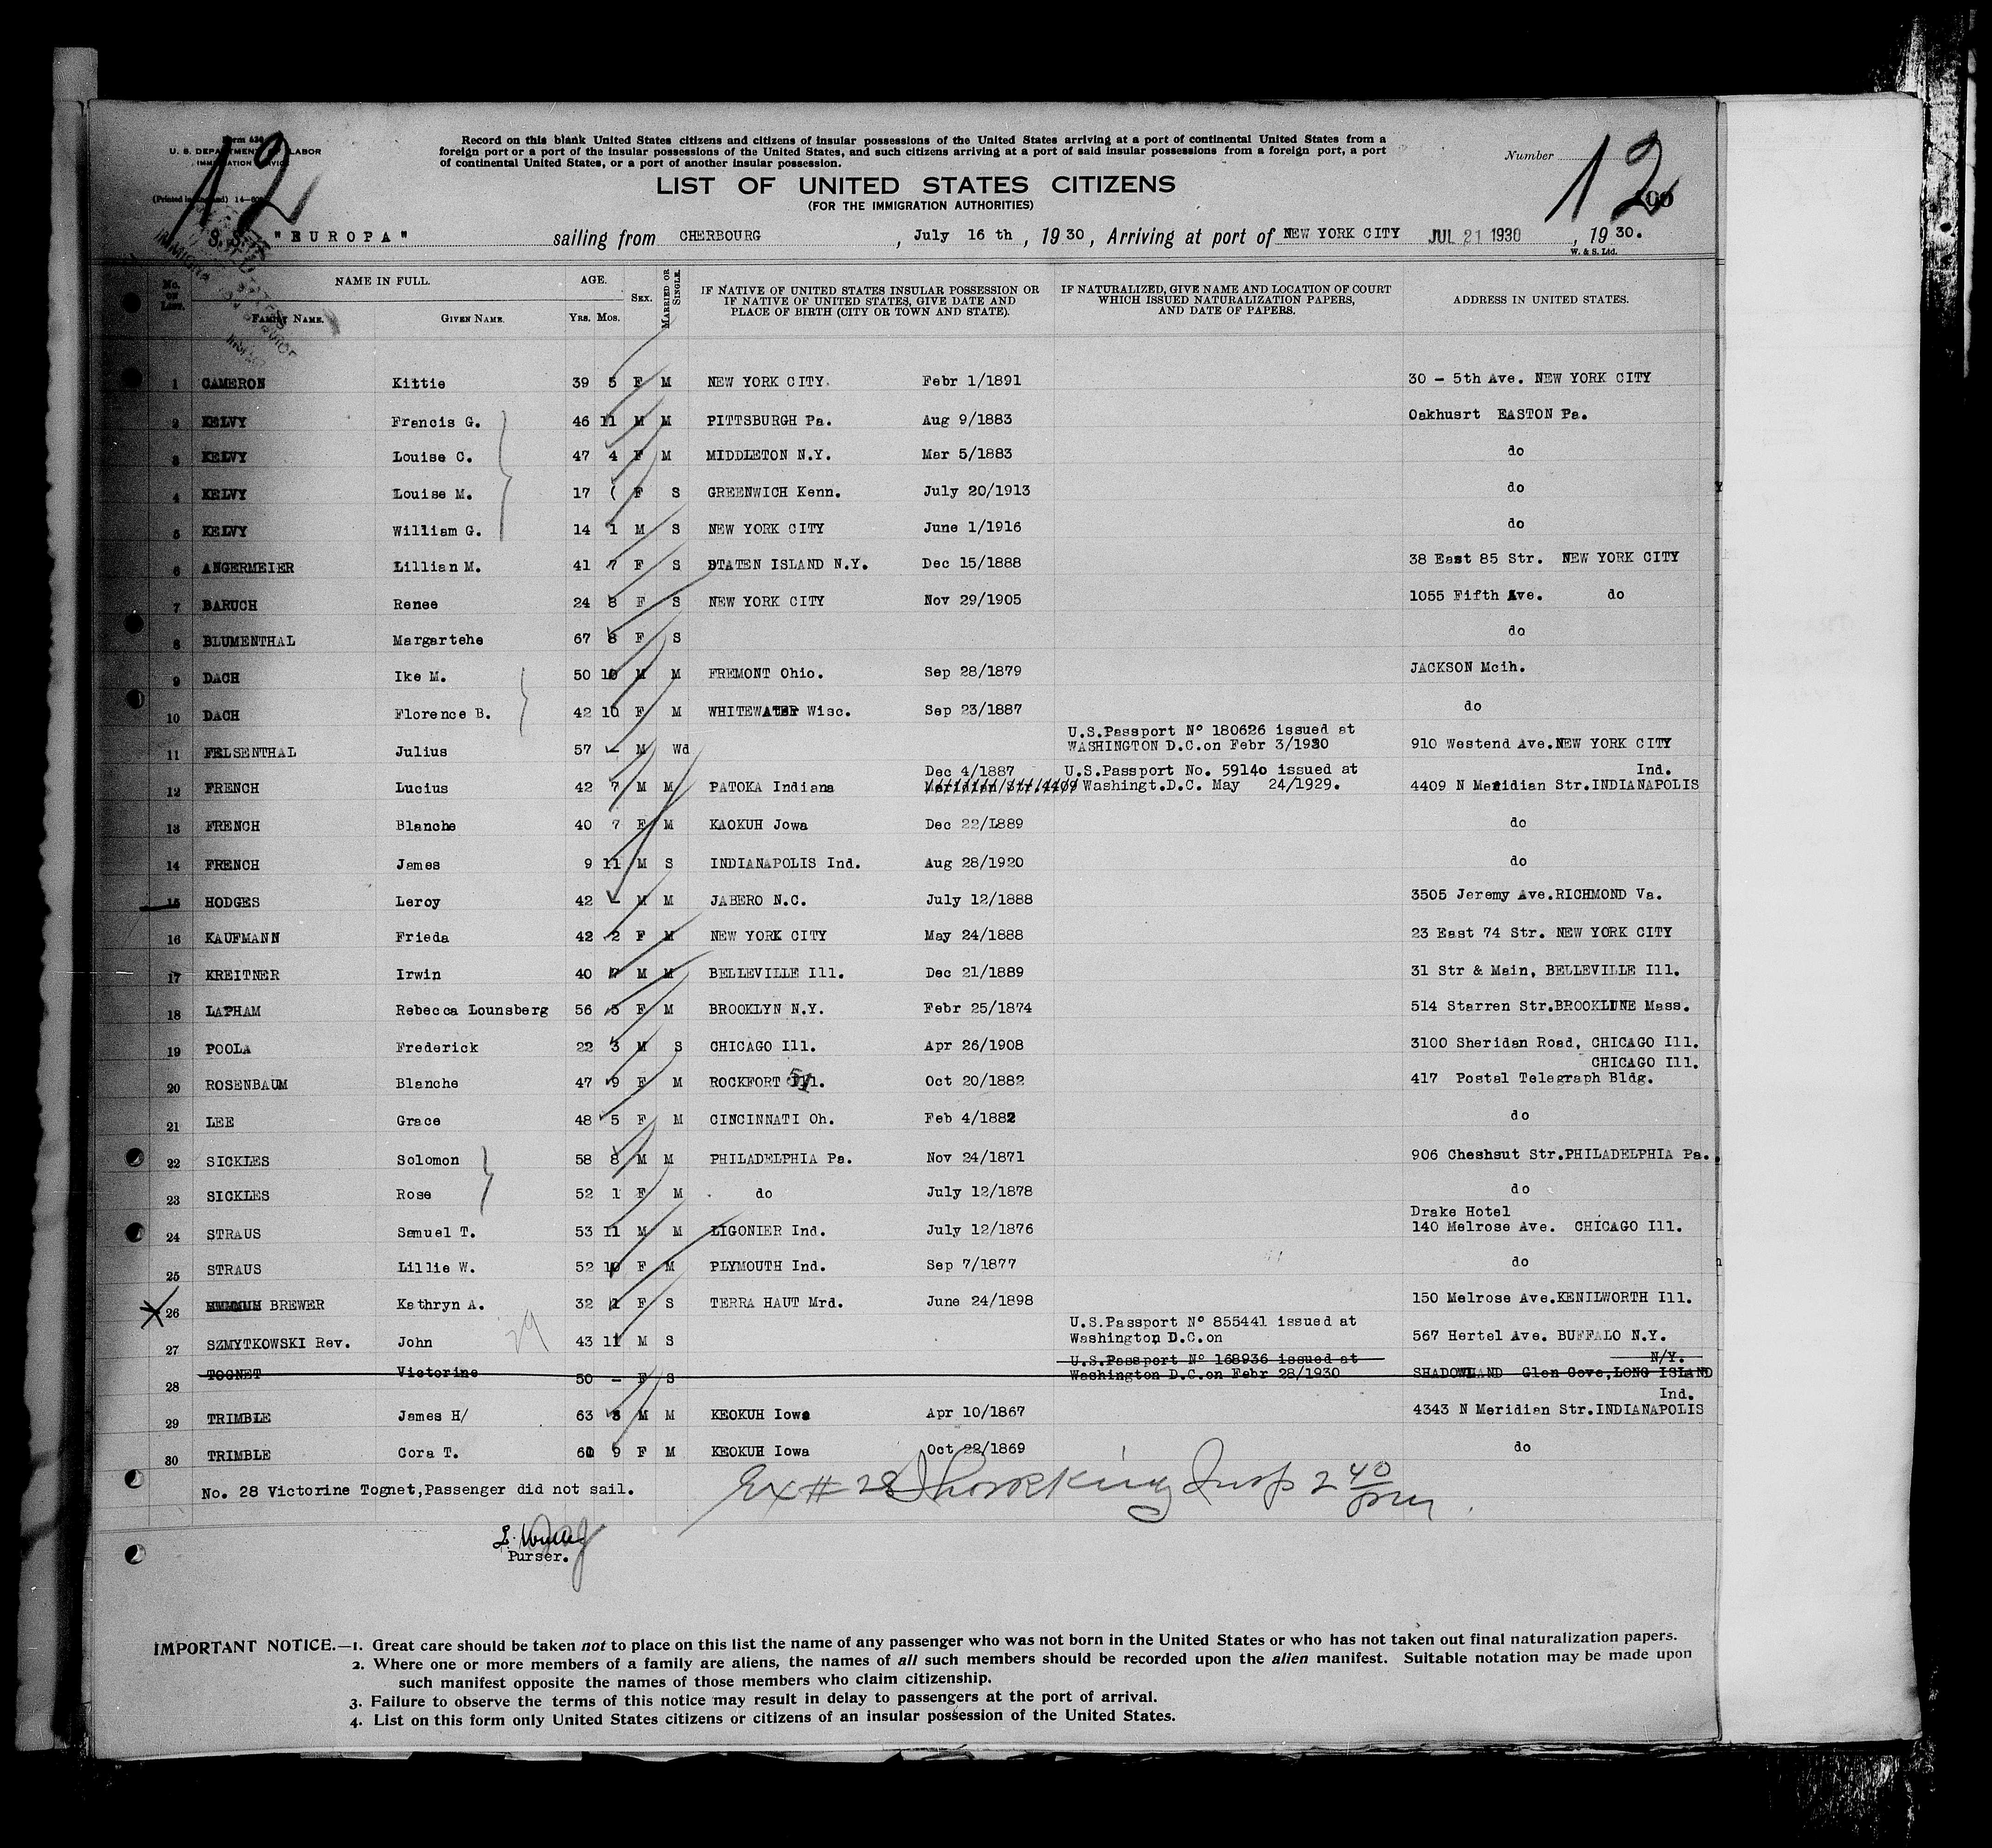 Form 630
U. S. DEPARTMENT OF LABOR
IMMIGRATION SERVICE
12
Record on this blank United States citizens and citizens of insular possessions of the United States arriving at a port of continental United States from a
foreign port or a port of the insular possessions of the United States, and such citizens arriving at a port of said insular possessions from a foreign port, a port
of continental United States, or a port of another insular possession.
Number 12
LIST OF UNITED STATES CITIZENS
(FOR THE IMMIGRATION AUTHORITIES)
S. S. "EUROPA" sailing from CHERBOURG, July 16 th, 1930, Arriving at port of NEW YORK CITY JUL 21 1930, 1930.
W. & S. Ltd.
No. on List. NAME IN FULL. AGE. SEX. MARRIED OR SINGLE. IF NATIVE OF UNITED STATES INSULAR POSSESSION OR IF NATIVE OF UNITED STATES, GIVE DATE AND PLACE OF BIRTH (CITY OR TOWN AND STATE). IF NATURALIZED, GIVE NAME AND LOCATION OF COURT WHICH ISSUED NATURALIZATION PAPERS, AND DATE OF PAPERS. ADDRESS IN UNITED STATES.
FAMILY NAME. GIVEN NAME. YRS. MOS.
1 CAMERON Kittie 39 5 F M NEW YORK CITY. Febr 1/1891 30 - 5th Ave. NEW YORK CITY
2 KELVY Francis G. 46 11 M M PITTSBURGH Pa. Aug 9/1883 Oakhusrt EASTON Pa.
3 KELVY Louise C. 47 4 F M MIDDLETON N.Y. Mar 5/1883 do
4 KELVY Louise M. 17 ( F S GREENWICH Kenn. July 20/1913 do
5 KELVY William G. 14 1 M S NEW YORK CITY June 1/1916 do
6 ANGERMEIER Lillian M. 41 7 F S STATEN ISLAND N.Y. Dec 15/1888 38 East 85 Str. NEW YORK CITY
7 BARUCH Renee 24 8 F S NEW YORK CITY Nov 29/1905 1055 Fifth Ave. do
8 BLUMENTHAL Margartehe 67 8 F S do
9 DACH Ike M. 50 10 M M FREMONT Ohio. Sep 28/1879 JACKSON Mcih.
10 DACH Florence B. 42 10 F M WHITEWATER Wisc. Sep 23/1887 do
11 FELSENTHAL Julius 57 - M Wd U.S.Passport Nº 180626 issued at WASHINGTON D.C.on Febr 3/1930 910 Westend Ave.NEW YORK CITY
12 FRENCH Lucius 42 7 M M PATOKA Indiana Dec 4/1887 Meridian Str.4409 U.S.Passport No. 59140 issued at Washingt.D.C. May 24/1929. 4409 N Meridian Str.INDIANAPOLIS Ind.
13 FRENCH Blanche 40 7 F M KAOKUH Jowa Dec 22/1889 do
14 FRENCH James 9 11 M S INDIANAPOLIS Ind. Aug 28/1920 do
15 HODGES Leroy 42 - M M JABERO N.C. July 12/1888 3505 Jeremy Ave.RICHMOND Va.
16 KAUFMANN Frieda 42 2 F M NEW YORK CITY May 24/1888 23 East 74 Str. NEW YORK CITY
17 KREITNER Irwin 40 7 M M BELLEVILLE Ill. Dec 21/1889 31 Str & Main, BELLEVILLE Ill.
18 LAPHAM Rebecca Lounsberg 56 5 F M BROOKLYN N.Y. Febr 25/1874 514 Starren Str.BROOKLINE Mass.
19 POOLA Frederick 22 3 M S CHICAGO Ill. Apr 26/1908 3100 Sheridan Road, CHICAGO Ill.
20 ROSENBAUM Blanche 47 9 F M ROCKFORT Ill. Oct 20/1882 417 Postal Telegraph Bldg. CHICAGO Ill.
21 LEE Grace 48 5 F M CINCINNATI Oh. Feb 4/1882 do
22 SICKLES Solomon 58 8 M M PHILADELPHIA Pa. Nov 24/1871 906 Cheshsut Str.PHILADELPHIA Pa.
23 SICKLES Rose 52 1 F M do July 12/1878 do
24 STRAUS Samuel T. 53 11 M M LIGONIER Ind. July 12/1876 Drake Hotel 140 Melrose Ave. CHICAGO Ill.
25 STRAUS Lillie W. 52 10 F M PLYMOUTH Ind. Sep 7/1877 do
26 BREWER Kathryn A. 32 1 F S TERRA HAUT Mrd. June 24/1898 150 Melrose Ave.KENILWORTH Ill.
27 SZMYTKOWSKI Rev. John 43 11 M S U.S.Passport Nº 855441 issued at Washington D.C.on 567 Hertel Ave. BUFFALO N.Y.
28 TOGNET Victorine 50 - F S U.S.Passport Nº 168936 issued at Washington D.C.on Febr 28/1930 SHADOWLAND Glen Cove,LONG ISLAND N/Y.
29 TRIMBLE James H/ 63 3 M M KEOKUH Iowa Apr 10/1867 4343 N Meridian Str.INDIANAPOLIS Ind.
30 TRIMBLE Cora T. 60 9 F M KEOKUH Iowa Oct 22/1869 do
No. 28 Victorine Tognet,Passenger did not sail.
Ex # 28 Insp 2 40 pm
Purser.
IMPORTANT NOTICE.—1. Great care should be taken not to place on this list the name of any passenger who was not born in the United States or who has not taken out final naturalization papers.
2. Where one or more members of a family are aliens, the names of all such members should be recorded upon the alien manifest. Suitable notation may be made upon
such manifest opposite the names of those members who claim citizenship.
3. Failure to observe the terms of this notice may result in delay to passengers at the port of arrival.
4. List on this form only United States citizens or citizens of an insular possession of the United States.